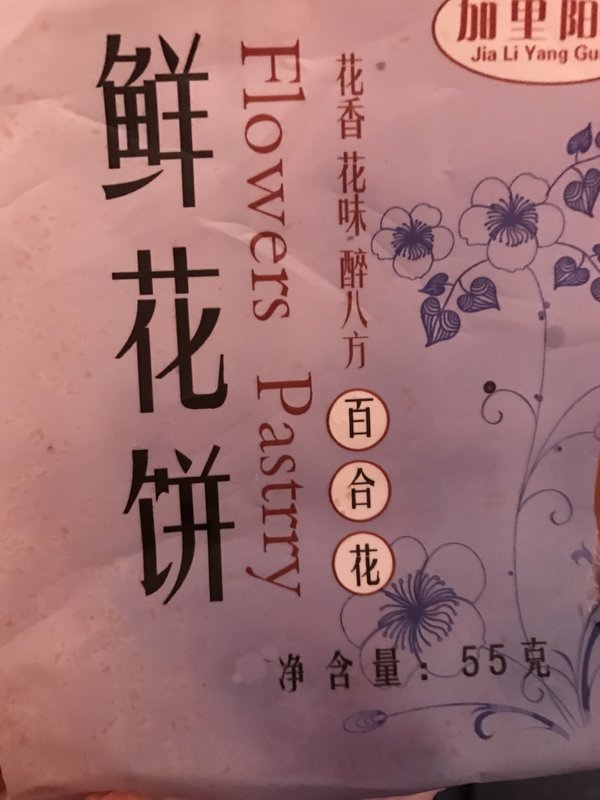 加里阳
Jia Li Yang Gu
鲜花饼
Flowers Pastrry
花香 花味 醉八方
百合花
净含量: 55克